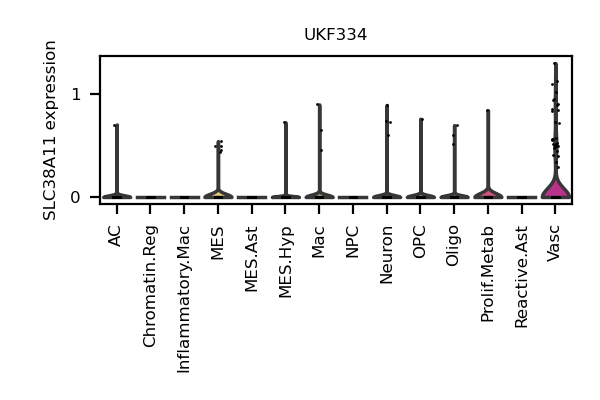 UKF334
SLC38A11 expression
1
0
AC
Chromatin.Reg
Inflammatory.Mac
MES
MES.Ast
MES.Hyp
Mac
NPC
Neuron
OPC
Oligo
Prolif.Metab
Reactive.Ast
Vasc